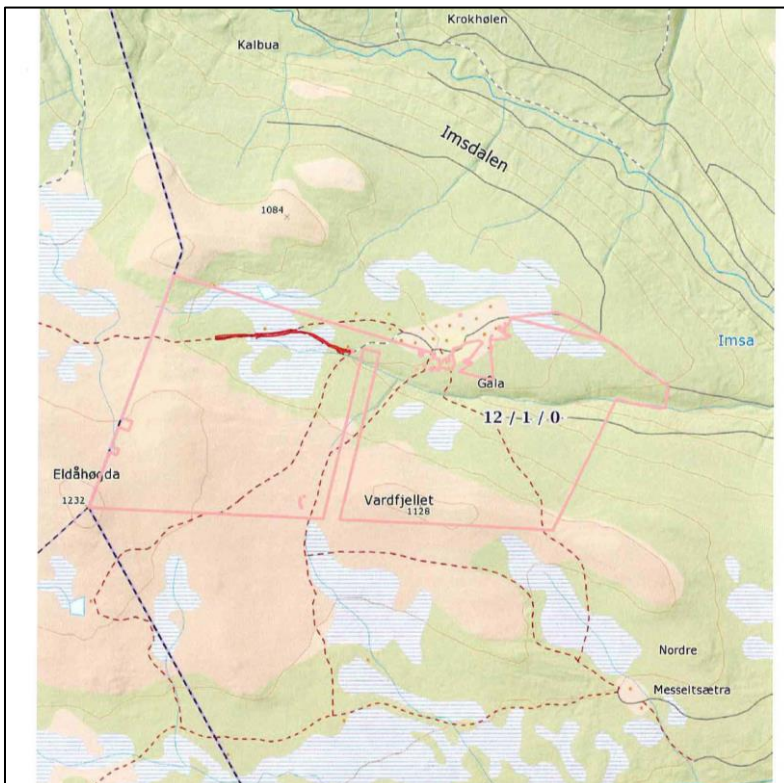 Krokhølen
Kalbua
Imsdalen
1084
Imsa
Gåla
12 / 1 / 0
Eldåhøgda
1232
Vardfjellet
1128
Nordre
Messeltsætra